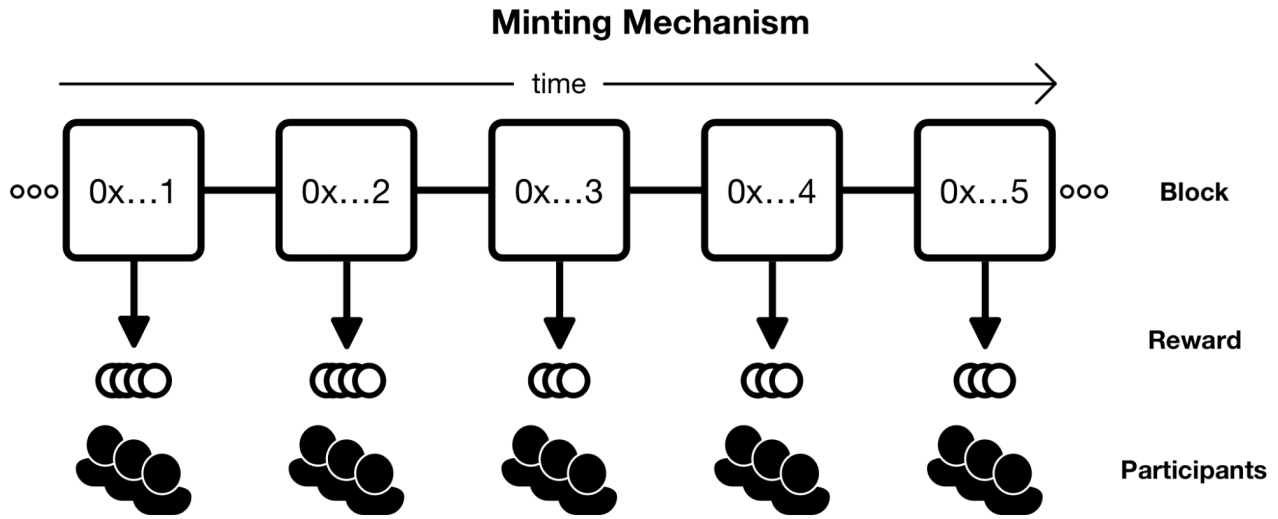 Minting Mechanism
time
0x...1 0x...2 0x...3 0x...4 0x...5 Block
Reward
Participants